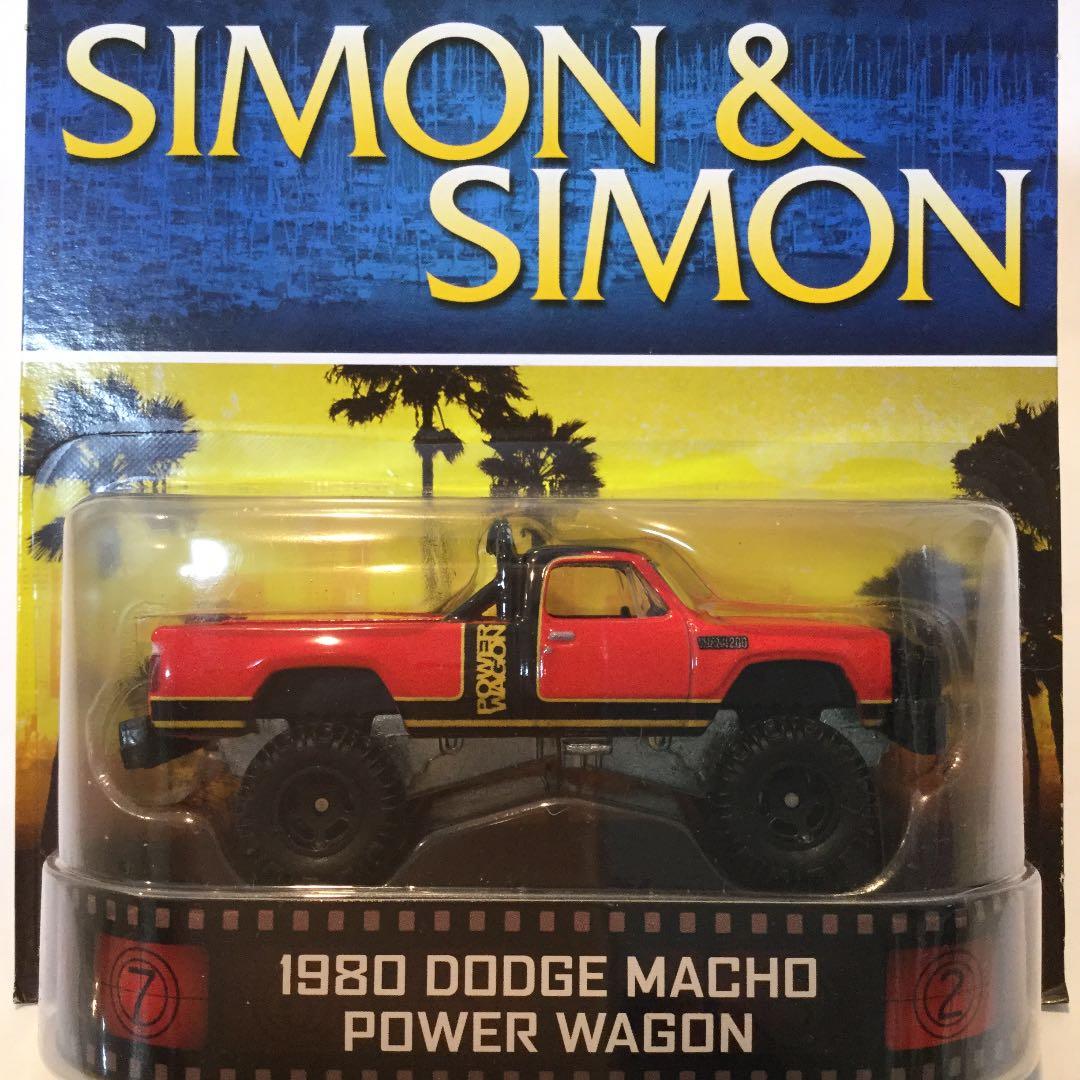 SIMON &
SIMON
POWER
WAGON
7
1980 DODGE MACHO
POWER WAGON
2